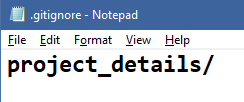 .gitignore - Notepad
File Edit Format View Help
project_details/